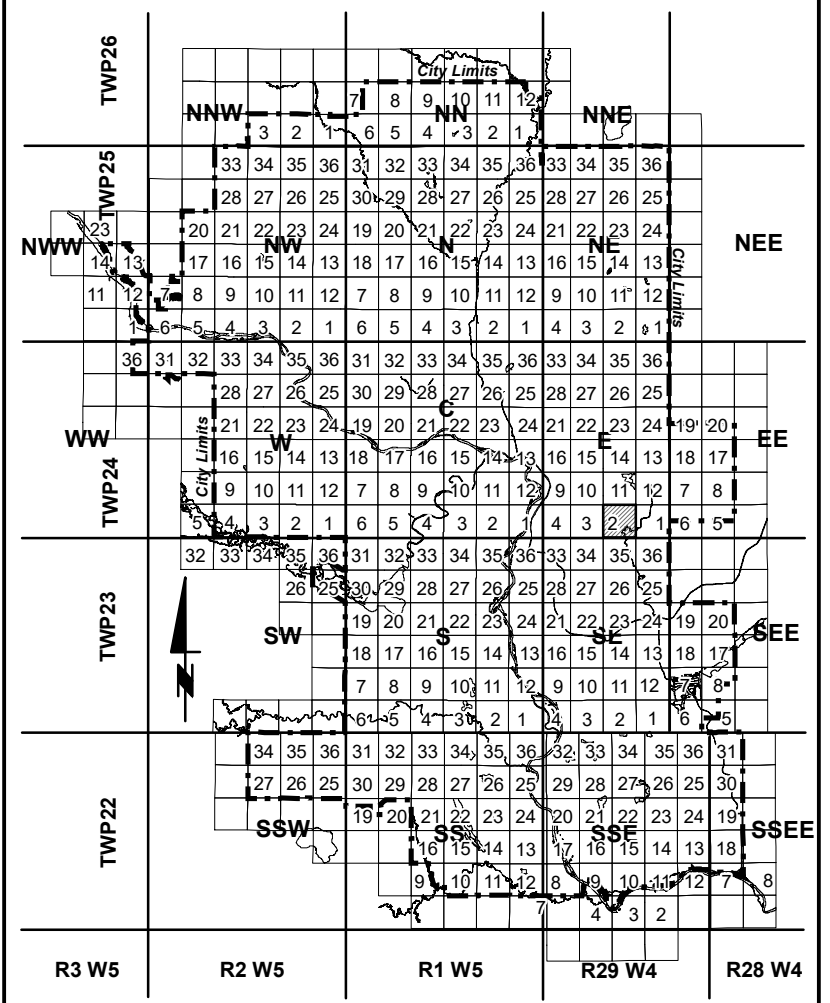 TWP26
City Limits
7 8 9 10 11 12
NNW NN NNE
3 2 1 6 5 4 3 2 1
TWP25
33 34 35 36 31 32 33 34 35 36 33 34 35 36
28 27 26 25 30 29 28 27 26 25 28 27 26 25
23 20 21 22 23 24 19 20 21 22 23 24 21 22 23 24
NWW NW N NE NEE
14 13 17 16 15 14 13 18 17 16 15 14 13 16 15 14 13
City Limits
11 12 7 8 9 10 11 12 7 8 9 10 11 12 9 10 11 12
1 6 5 4 3 2 1 6 5 4 3 2 1 4 3 2 1
36 31 32 33 34 35 36 31 32 33 34 35 36 33 34 35 36
28 27 26 25 30 29 28 27 26 25 28 27 26 25
C
21 22 23 24 19 20 21 22 23 24 21 22 23 24 19 20
WW W E EE
City Limits
16 15 14 13 18 17 16 15 14 13 16 15 14 13 18 17
TWP24
9 10 11 12 7 8 9 10 11 12 9 10 11 12 7 8
5 4 3 2 1 6 5 4 3 2 1 4 3 2 1 6 5
32 33 34 35 36 31 32 33 34 35 36 33 34 35 36
26 25 30 29 28 27 26 25 28 27 26 25
TWP23
19 20 21 22 23 24 21 22 23 24 19 20
SW S SE SEE
18 17 16 15 14 13 16 15 14 13 18 17
N
7 8 9 10 11 12 9 10 11 12 7 8
6 5 4 3 2 1 4 3 2 1 6 5
34 35 36 31 32 33 34 35 36 32 33 34 35 36 31
27 26 25 30 29 28 27 26 25 29 28 27 26 25 30
TWP22
19 20 21 22 23 24 20 21 22 23 24 19
SSW SS SSE SSEE
16 15 14 13 17 16 15 14 13 18
9 10 11 12 8 9 10 11 12 7 8
7 4 3 2
R3 W5 R2 W5 R1 W5 R29 W4 R28 W4